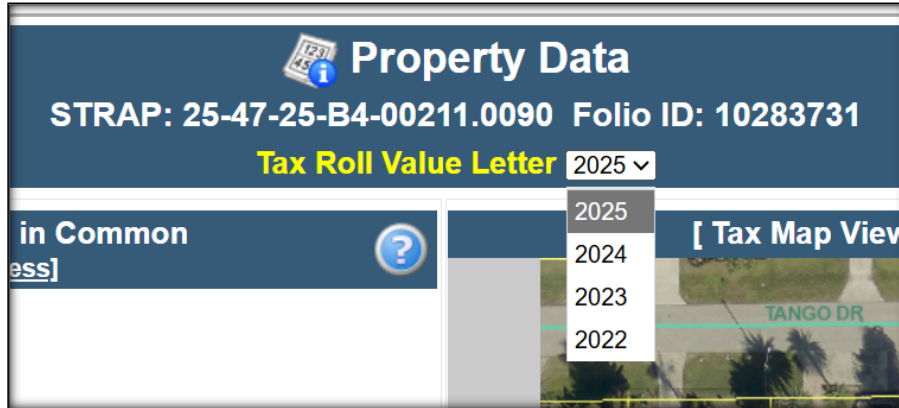 Property Data
STRAP: 25-47-25-B4-00211.0090 Folio ID: 10283731
Tax Roll Value Letter 2025
2025
2024
2023
2022
in Common
ess]
[ Tax Map View
TANGO DR